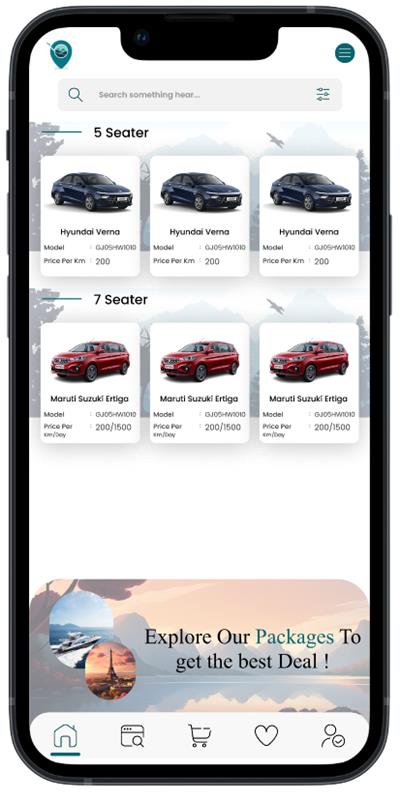 Search something hear...
5 Seater
Hyundai Verna Hyundai Verna Hyundai Verna
Model : GJ05HW1010 Model : GJ05HW1010 Model : GJ05HW1010
Price Per Km : 200 Price Per Km : 200 Price Per Km : 200
7 Seater
Maruti Suzuki Ertiga Maruti Suzuki Ertiga Maruti Suzuki Ertiga
Model : GJ05HW1010 Model : GJ05HW1010 Model : GJ05HW1010
Price Per : 200/1500 Price Per : 200/1500 Price Per : 200/1500
Km/Day Km/Day Km/Day
Explore Our Packages To
get the best Deal !